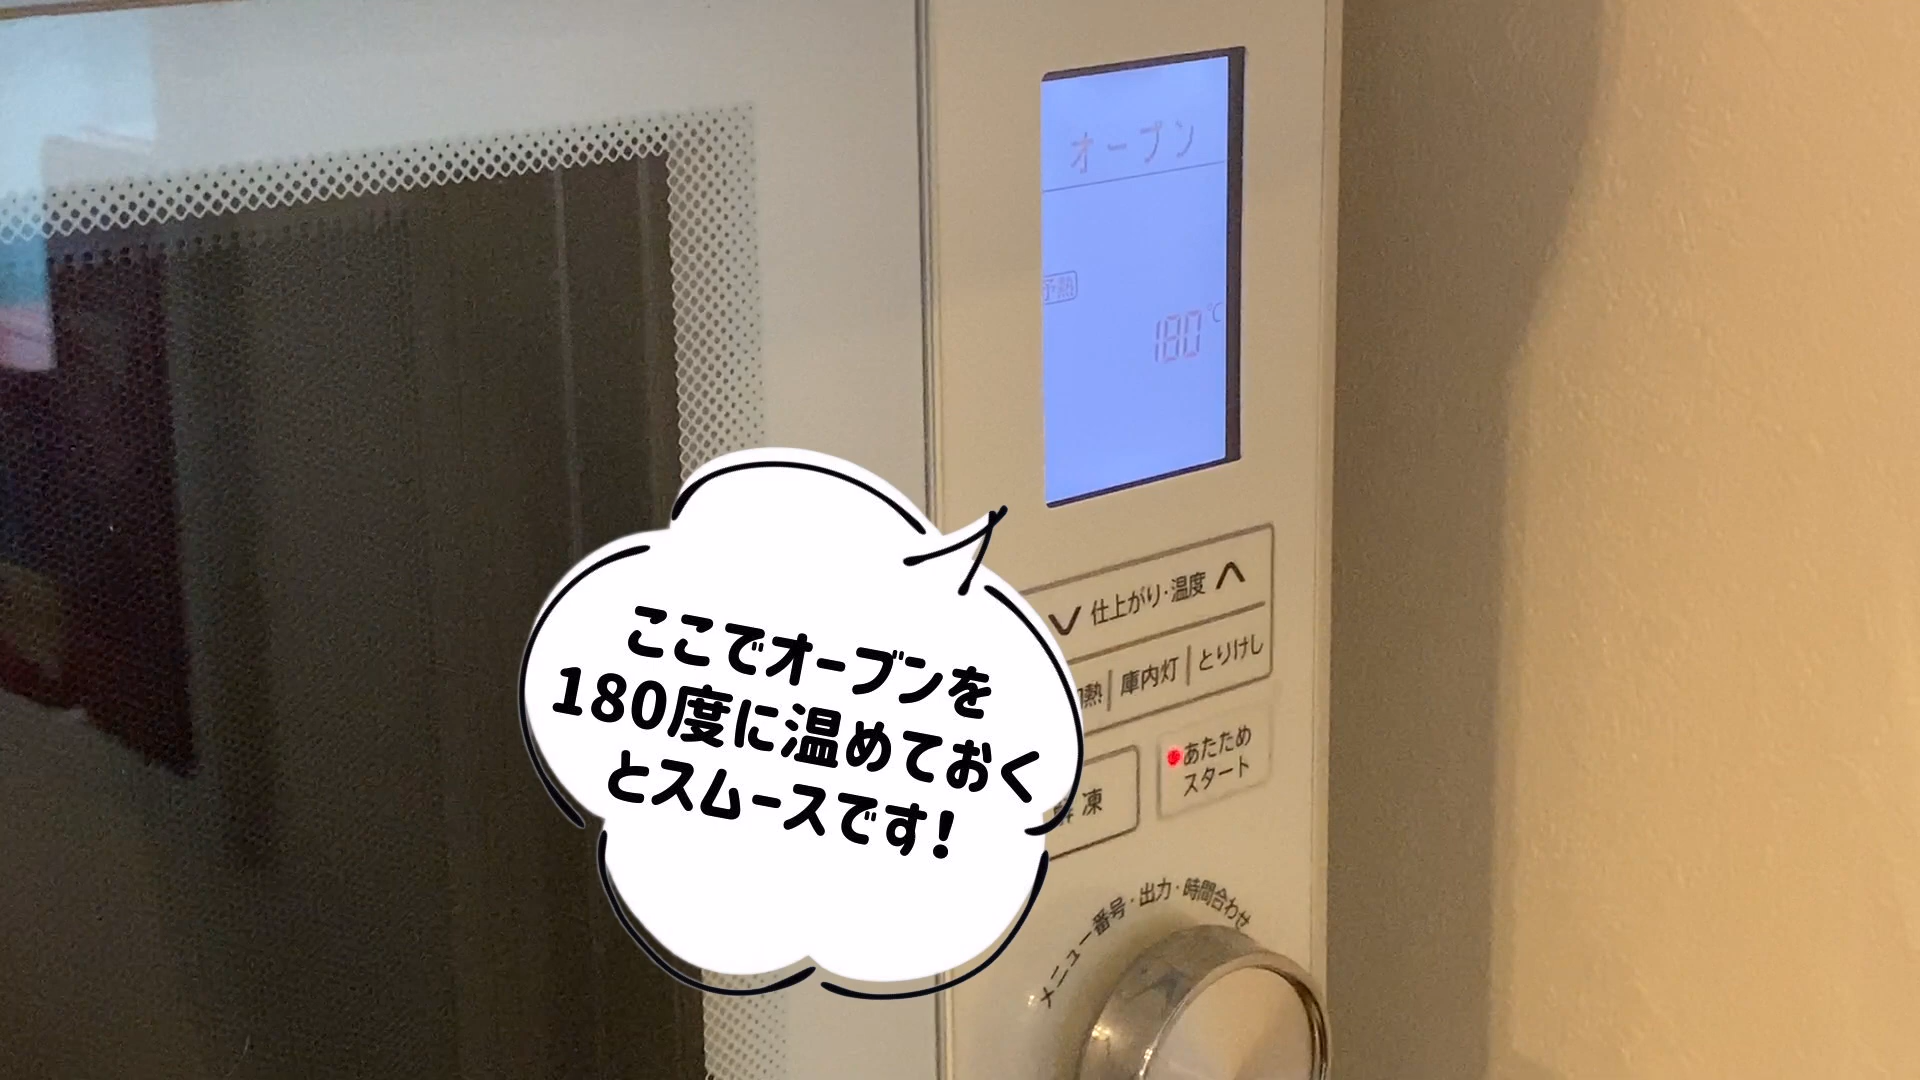 オーブン
予熱
180℃
ここでオーブンを
180度に温めておく
とスムースです!
∨ 仕上がり・温度 ∧
熱 | 庫内灯 | とりけし
あたため
スタート
凍
メニュー番号・出力・時間合わせ